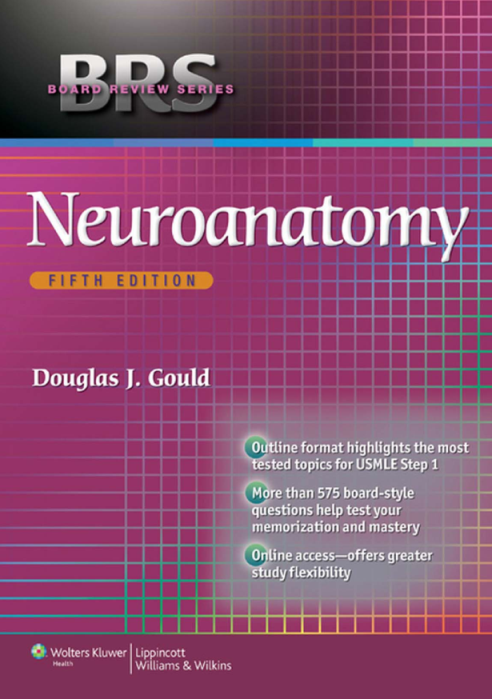 BRS
BOARD REVIEW SERIES
Neuroanatomy
FIFTH EDITION
Douglas J. Gould
Outline format highlights the most
tested topics for USMLE Step 1
More than 575 board-style
questions help test your
memorization and mastery
Online access—offers greater
study flexibility
Wolters Kluwer
Health
Lippincott
Williams & Wilkins